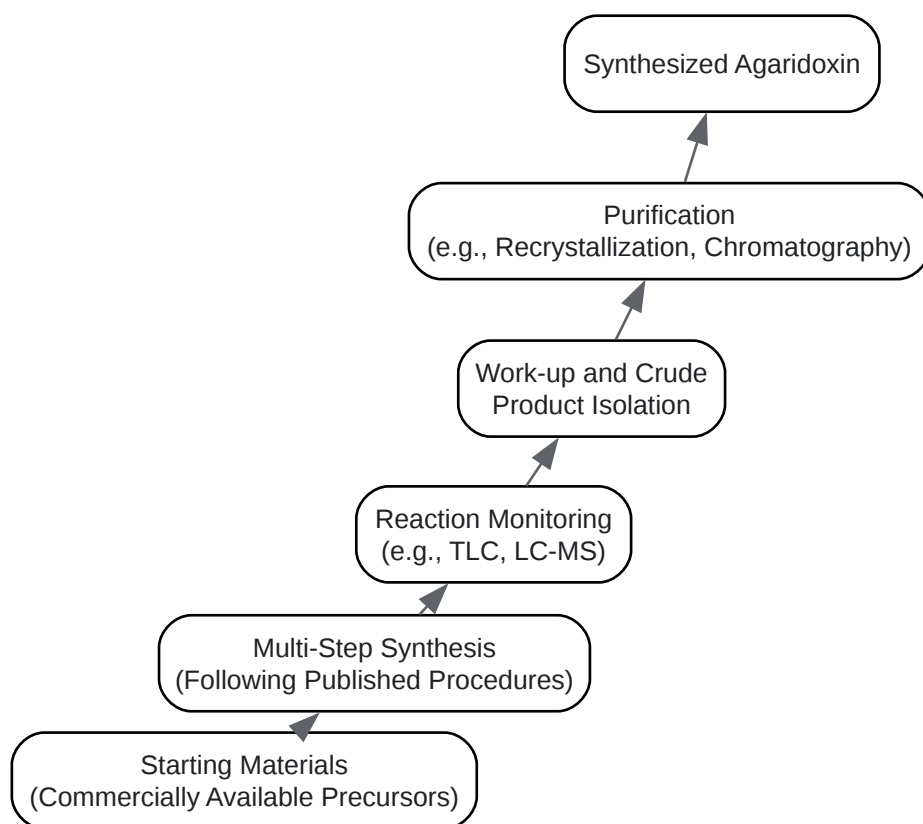 Synthesized Agaridoxin
Purification
(e.g., Recrystallization, Chromatography)
Work-up and Crude
Product Isolation
Reaction Monitoring
(e.g., TLC, LC-MS)
Multi-Step Synthesis
(Following Published Procedures)
Starting Materials
(Commercially Available Precursors)